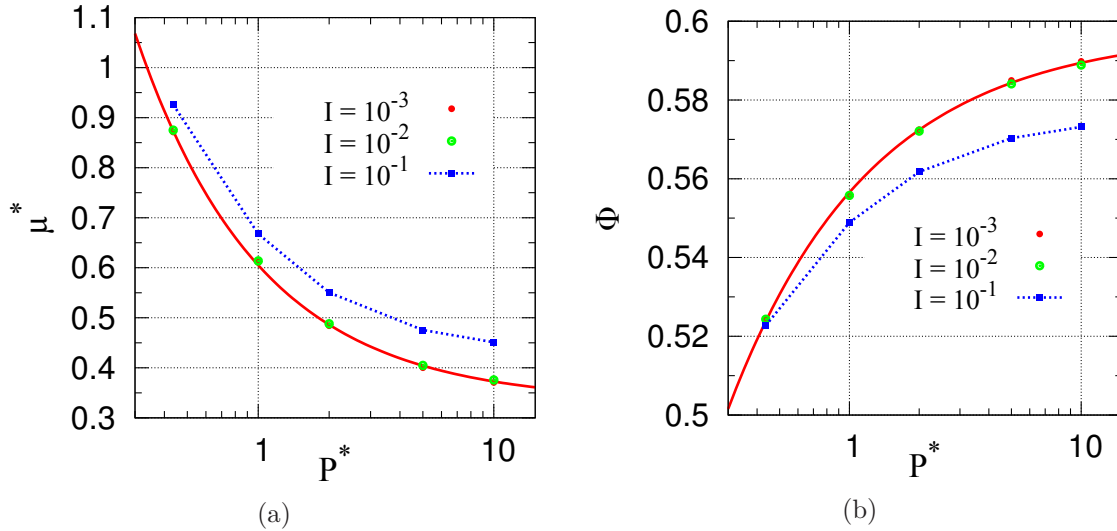 1.1
1
0.9
0.8
0.7
0.6
0.5
0.4
0.3
μ*
I = 10⁻³
I = 10⁻²
I = 10⁻¹
1
10
P*
(a)
0.6
0.58
0.56
0.54
0.52
0.5
Φ
I = 10⁻³
I = 10⁻²
I = 10⁻¹
1
10
P*
(b)